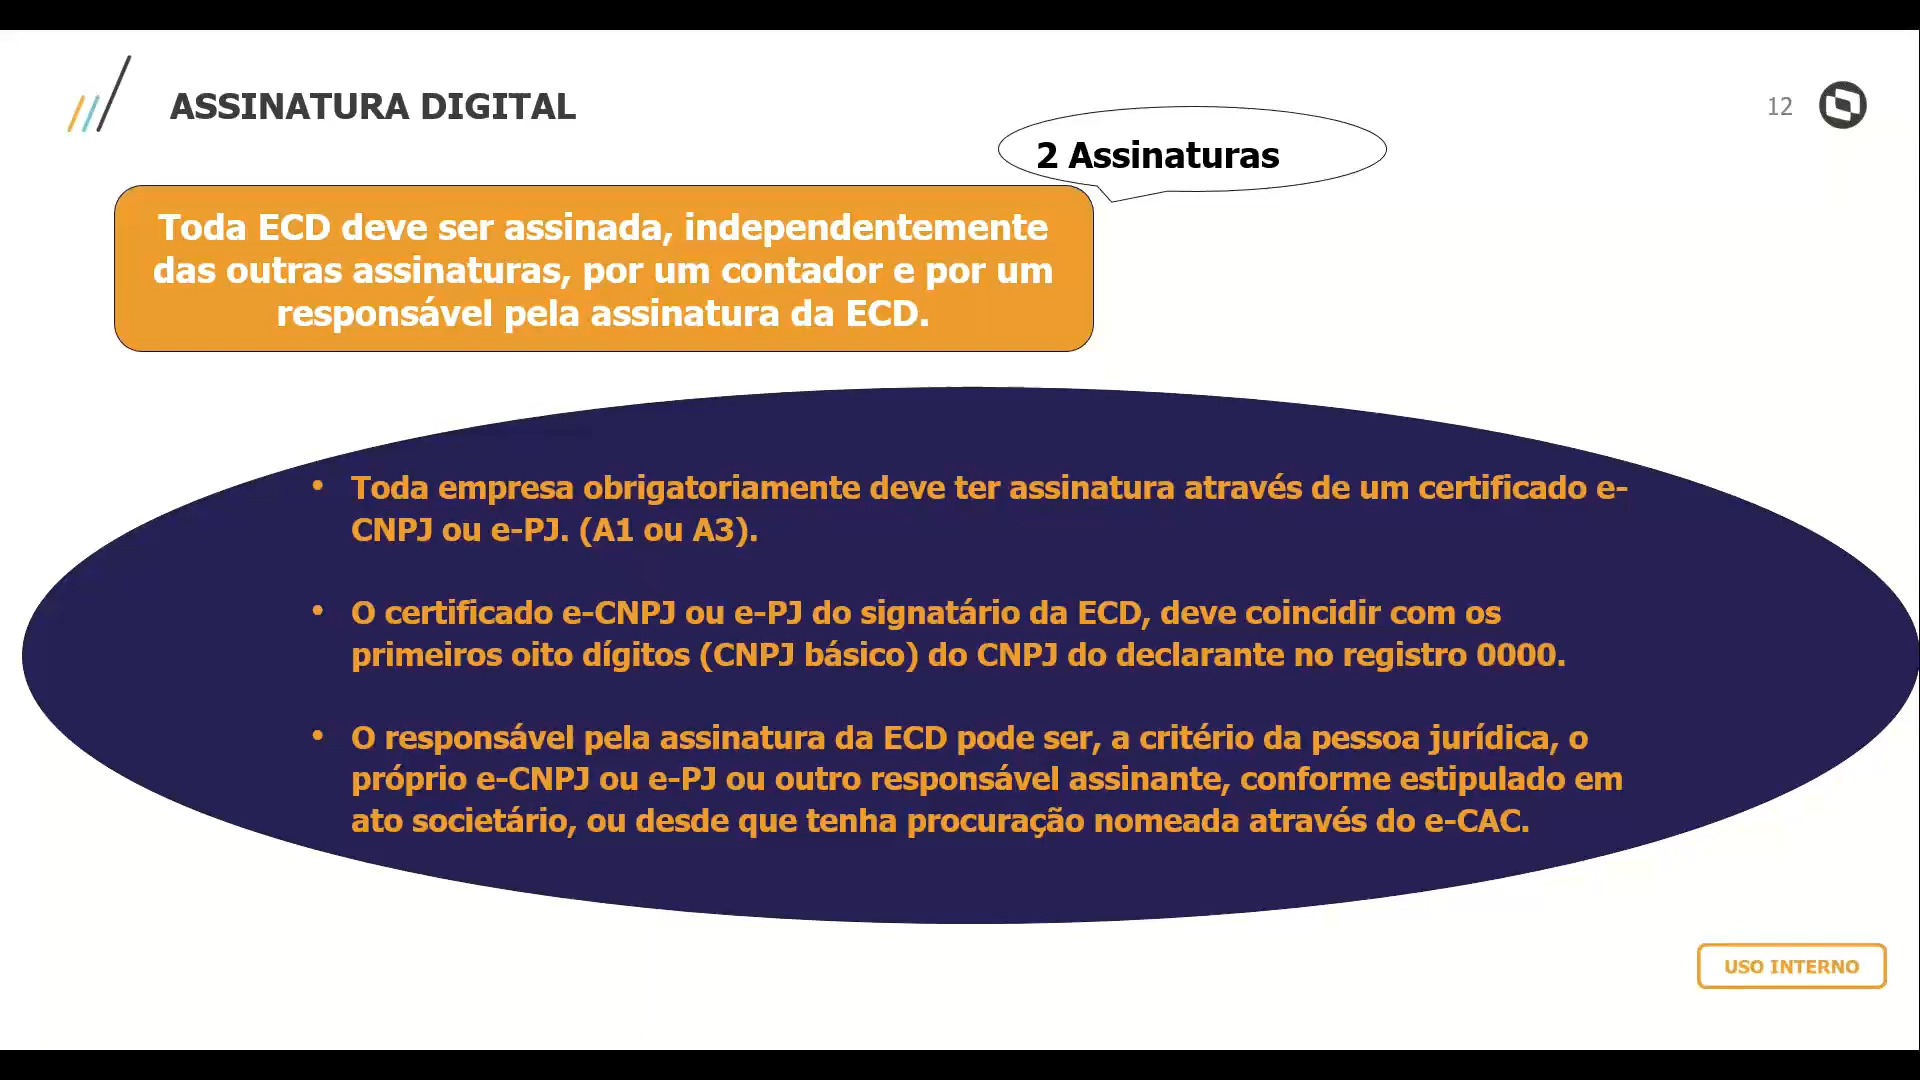 ASSINATURA DIGITAL
12
2 Assinaturas
Toda ECD deve ser assinada, independentemente
das outras assinaturas, por um contador e por um
responsável pela assinatura da ECD.
• Toda empresa obrigatoriamente deve ter assinatura através de um certificado e-
CNPJ ou e-PJ. (A1 ou A3).
• O certificado e-CNPJ ou e-PJ do signatário da ECD, deve coincidir com os
primeiros oito dígitos (CNPJ básico) do CNPJ do declarante no registro 0000.
• O responsável pela assinatura da ECD pode ser, a critério da pessoa jurídica, o
próprio e-CNPJ ou e-PJ ou outro responsável assinante, conforme estipulado em
ato societário, ou desde que tenha procuração nomeada através do e-CAC.
USO INTERNO